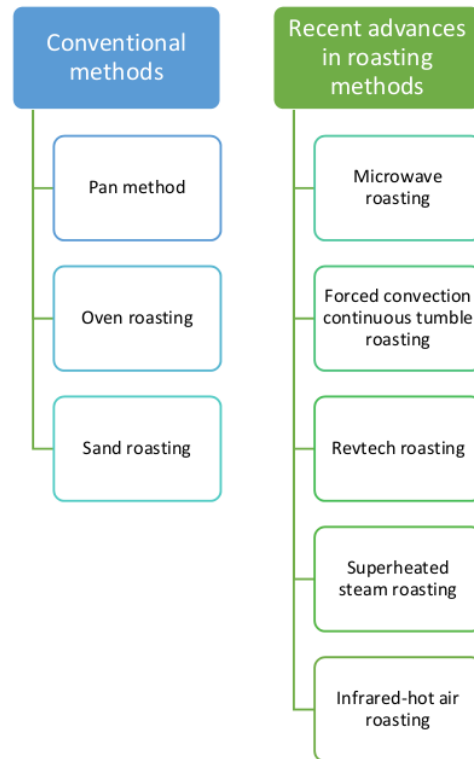 Conventional
methods
Pan method
Oven roasting
Sand roasting
Recent advances
in roasting
methods
Microwave
roasting
Forced convection
continuous tumble
roasting
Revtech roasting
Superheated
steam roasting
Infrared-hot air
roasting